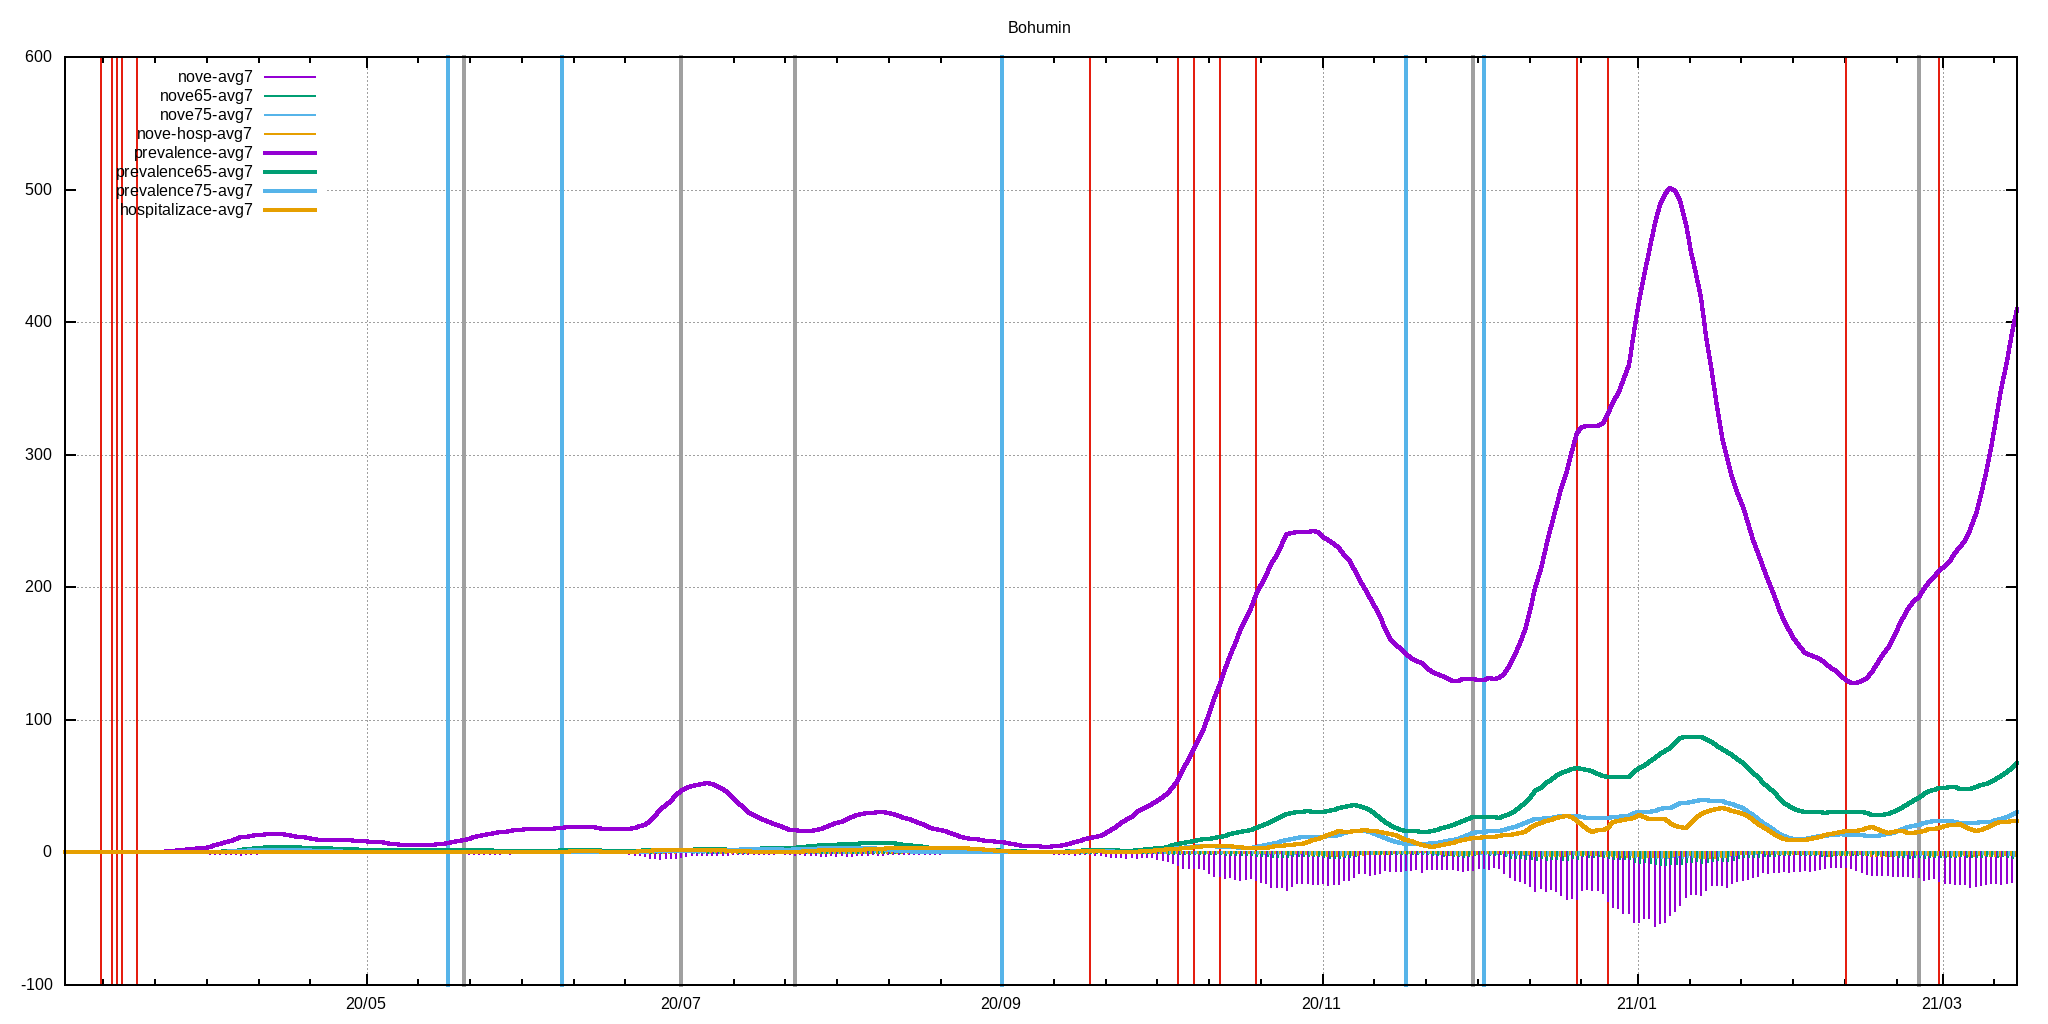 Bohumin
600
500
400
300
200
100
0
-100
nove-avg7
nove65-avg7
nove75-avg7
nove-hosp-avg7
prevalence-avg7
prevalence65-avg7
prevalence75-avg7
hospitalizace-avg7
20/05 20/07 20/09 20/11 21/01 21/03